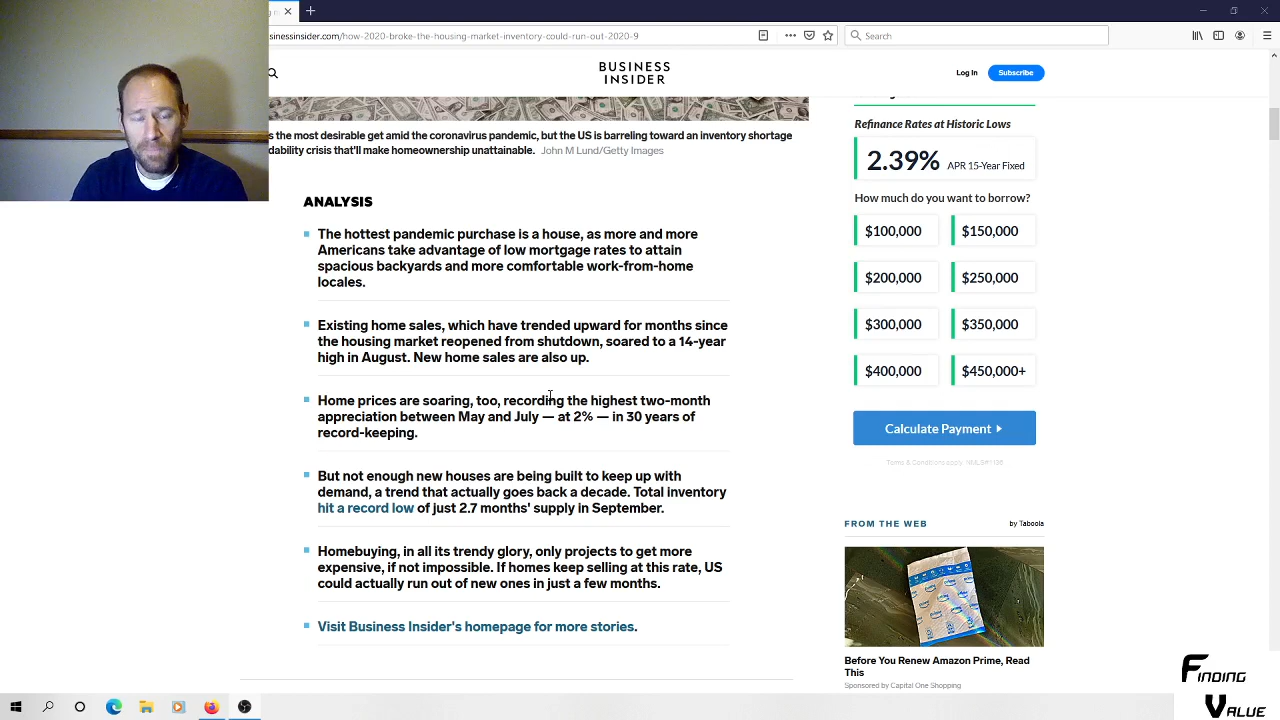 sinessinsider.com/how-2020-broke-the-housing-market-inventory-could-run-out-2020-9
Search
BUSINESS
INSIDER
Log In
Subscribe
s the most desirable get amid the coronavirus pandemic, but the US is barreling toward an inventory shortage
dability crisis that'll make homeownership unattainable. John M Lund/Getty Images
ANALYSIS
The hottest pandemic purchase is a house, as more and more
Americans take advantage of low mortgage rates to attain
spacious backyards and more comfortable work-from-home
locales.
Existing home sales, which have trended upward for months since
the housing market reopened from shutdown, soared to a 14-year
high in August. New home sales are also up.
Home prices are soaring, too, recording the highest two-month
appreciation between May and July — at 2% — in 30 years of
record-keeping.
But not enough new houses are being built to keep up with
demand, a trend that actually goes back a decade. Total inventory
hit a record low of just 2.7 months' supply in September.
Homebuying, in all its trendy glory, only projects to get more
expensive, if not impossible. If homes keep selling at this rate, US
could actually run out of new ones in just a few months.
Visit Business Insider's homepage for more stories.
Refinance Rates at Historic Lows
2.39% APR 15-Year Fixed
How much do you want to borrow?
$100,000 $150,000
$200,000 $250,000
$300,000 $350,000
$400,000 $450,000+
Calculate Payment
Terms & Conditions apply. NMLS#1136
FROM THE WEB
by Taboola
Before You Renew Amazon Prime, Read
This
Sponsored by Capital One Shopping
FINDING
VALUE